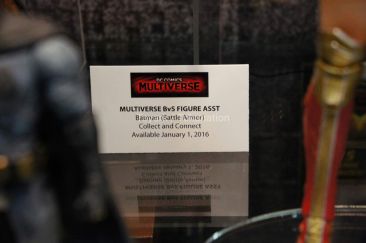 DC COMICS
MULTIVERSE
MULTIVERSE BvS FIGURE ASST
Batman (Battle Armor)
Collect and Connect
Available January 1, 2016